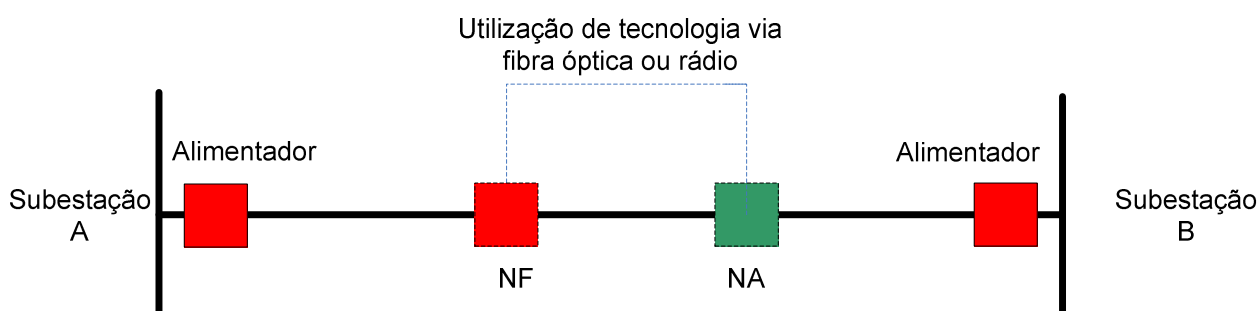 Utilização de tecnologia via
fibra óptica ou rádio
Alimentador
Alimentador
Subestação
A
Subestação
B
NF
NA